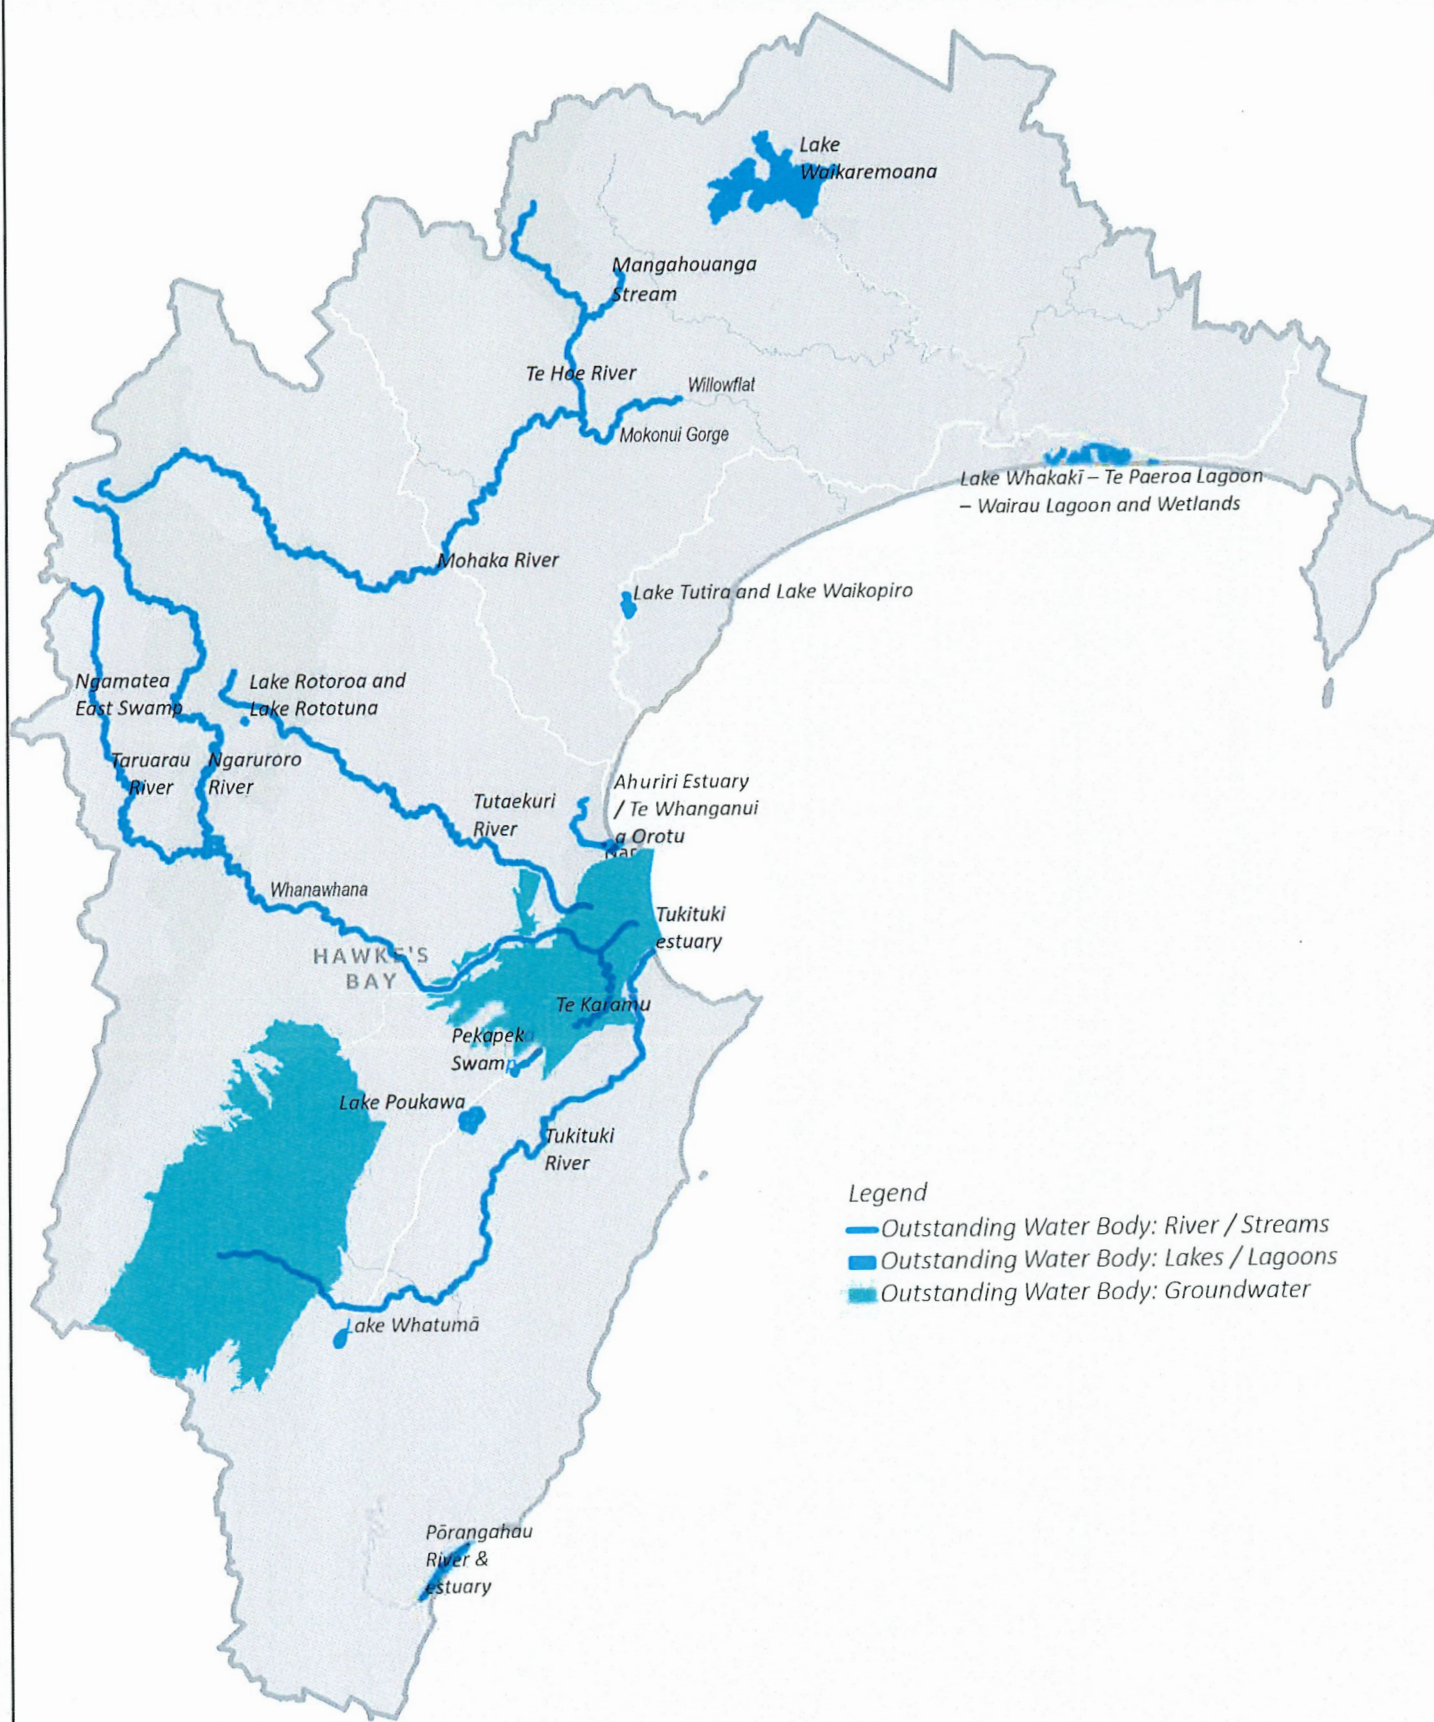 Lake
Waikaremoana
Mangahouanga
Stream
Te Hoe River
Willowflat
Mokonui Gorge
Lake Whakakī – Te Paeroa Lagoon
– Wairau Lagoon and Wetlands
Mohaka River
Lake Tutira and Lake Waikopiro
Ngamatea
East Swamp
Lake Rotoroa and
Lake Rototuna
Taruarau
River
Ngaruroro
River
Ahuriri Estuary
/ Te Whanganui
a Orotu
Tutaekuri
River
Whanawhana
Tukituki
estuary
HAWKE'S
BAY
Te Karamu
Pekapeka
Swamp
Lake Poukawa
Tukituki
River
Legend
Outstanding Water Body: River / Streams
Outstanding Water Body: Lakes / Lagoons
Outstanding Water Body: Groundwater
Lake Whatumā
Pōrangahau
River &
estuary